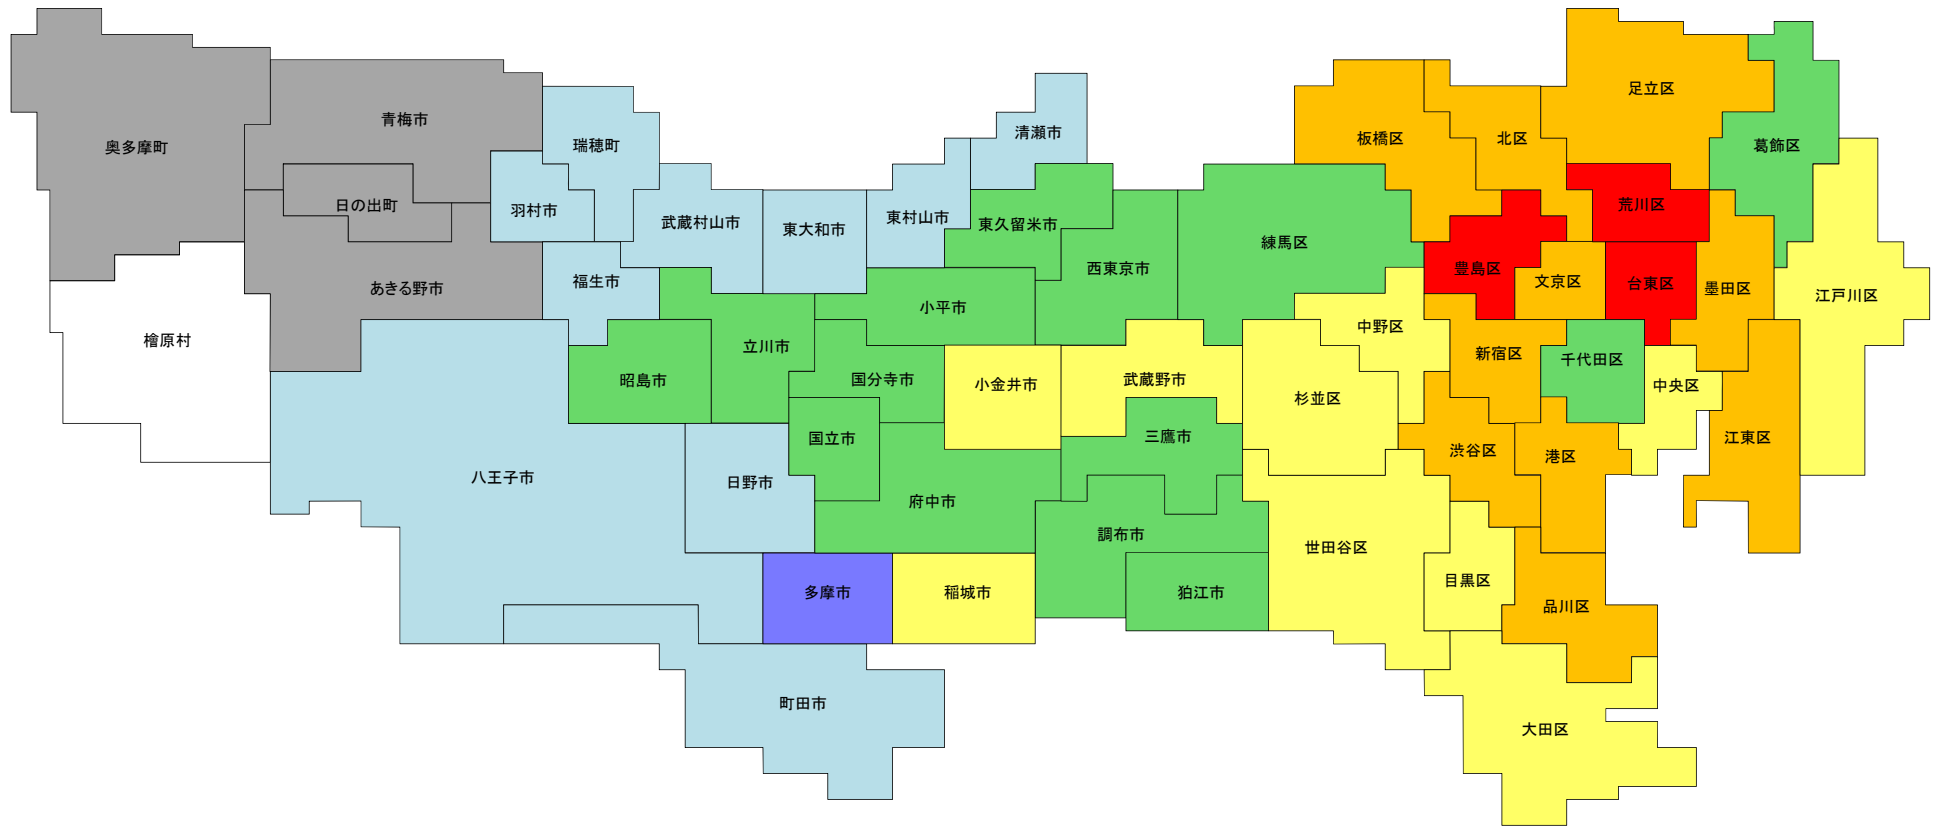 足立区
青梅市
板橋区
北区
清瀬市
奥多摩町
瑞穂町
葛飾区
日の出町
羽村市
武蔵村山市
東大和市
東村山市
東久留米市
荒川区
練馬区
西東京市
豊島区
文京区
台東区
墨田区
江戸川区
あきる野市
福生市
小平市
中野区
檜原村
立川市
新宿区
千代田区
昭島市
国分寺市
小金井市
武蔵野市
中央区
杉並区
国立市
三鷹市
渋谷区
港区
江東区
八王子市
日野市
府中市
調布市
世田谷区
目黒区
多摩市
稲城市
狛江市
品川区
町田市
大田区